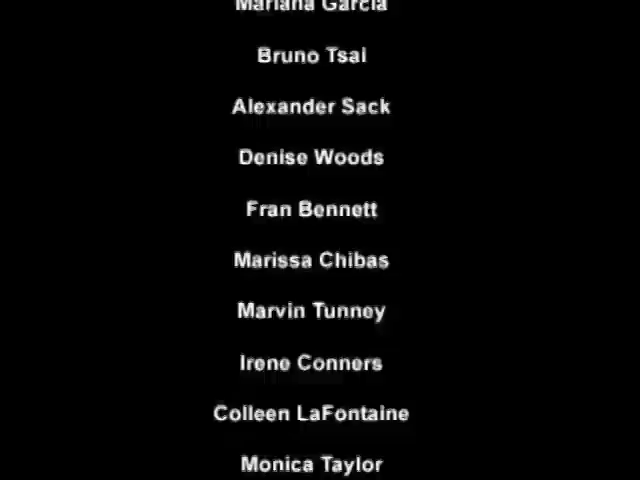 Mariana Garcia
Bruno Tsai
Alexander Sack
Denise Woods
Fran Bennett
Marissa Chibas
Marvin Tunney
Irene Conners
Colleen LaFontaine
Monica Taylor